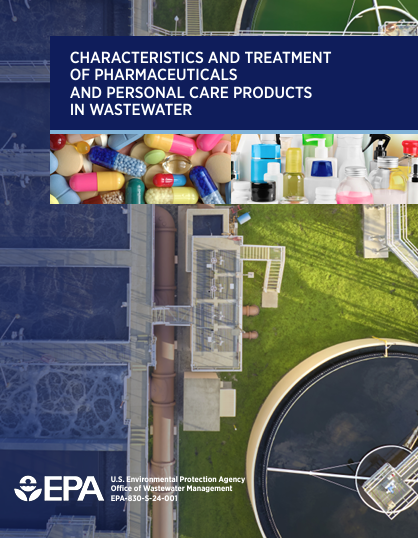 CHARACTERISTICS AND TREATMENT
OF PHARMACEUTICALS
AND PERSONAL CARE PRODUCTS
IN WASTEWATER
EPA
U.S. Environmental Protection Agency
Office of Wastewater Management
EPA-830-S-24-001